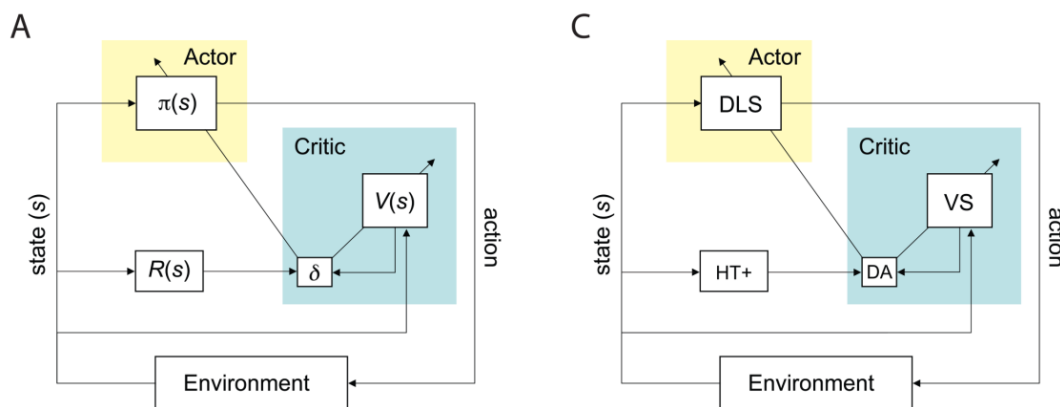 A
Actor
π(s)
Critic
V(s)
state (s)
action
R(s)
δ
Environment
C
Actor
DLS
Critic
VS
state (s)
action
HT+
DA
Environment